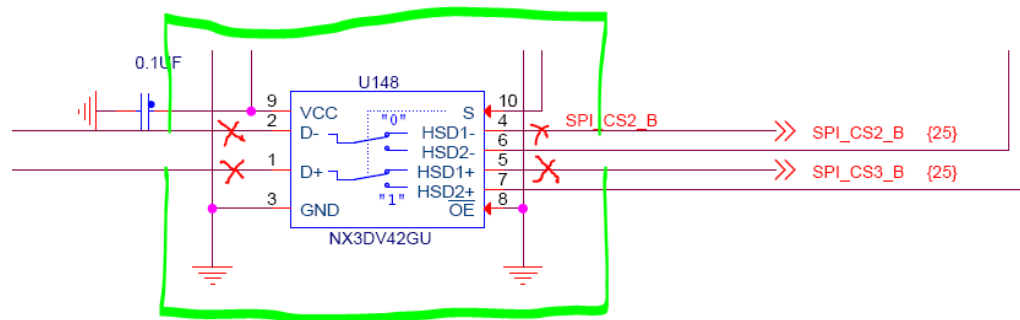 0.1UF
U148
9 VCC S 10
2 D- "0" HSD1- 4 SPI_CS2_B SPI_CS2_B {25}
HSD2- 6
1 D+ HSD1+ 5 SPI_CS3_B {25}
"1" HSD2+ 7
3 GND OE 8
NX3DV42GU